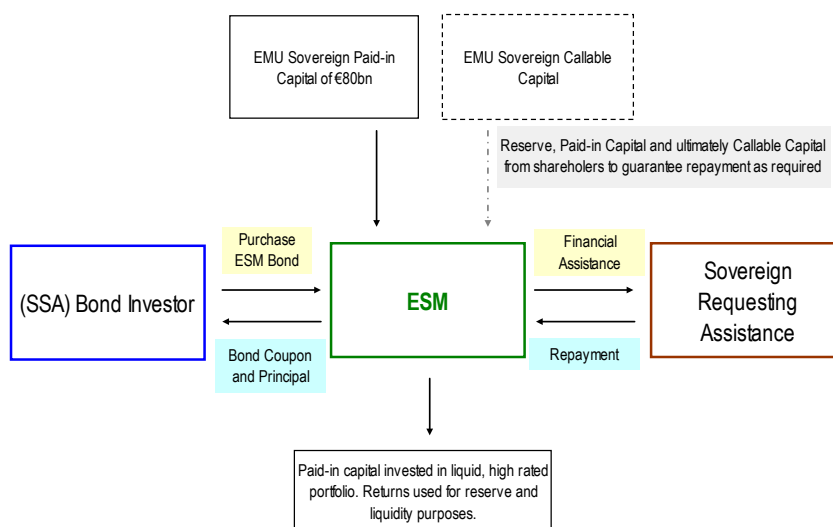 EMU Sovereign Paid-in
Capital of €80bn
EMU Sovereign Callable
Capital
Reserve, Paid-in Capital and ultimately Callable Capital
from shareholers to guarantee repayment as required
Purchase
ESM Bond
Financial
Assistance
(SSA) Bond Investor
ESM
Sovereign
Requesting
Assistance
Bond Coupon
and Principal
Repayment
Paid-in capital invested in liquid, high rated
portfolio. Returns used for reserve and
liquidity purposes.